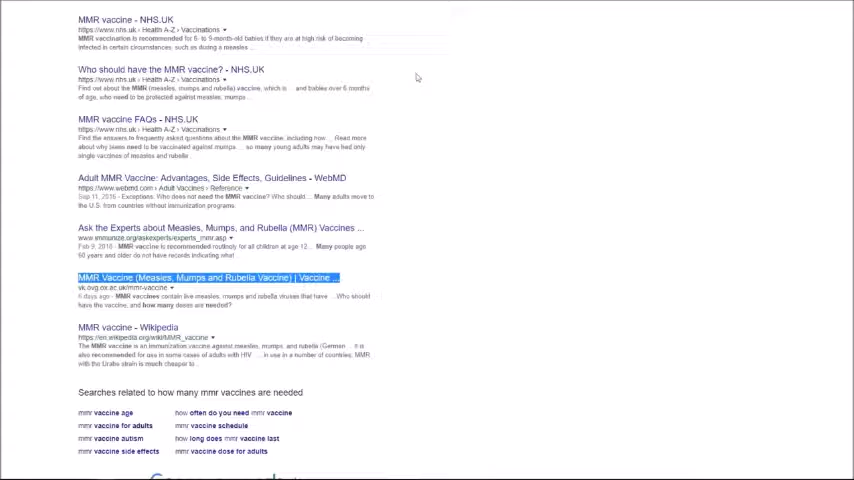 MMR vaccine - NHS.UK
https://www.nhs.uk › Health A-Z › Vaccinations
MMR vaccination is recommended for 6- to 9-month-old babies if they are at high risk of becoming
infected in certain circumstances, such as during a measles ...
Who should have the MMR vaccine? - NHS.UK
https://www.nhs.uk › Health A-Z › Vaccinations
Find out about the MMR (measles, mumps and rubella) vaccine, which is ... and babies over 6 months
of age, who need to be protected against measles, mumps...
MMR vaccine FAQs - NHS.UK
https://www.nhs.uk › Health A-Z › Vaccinations
Find the answers to frequently asked questions about the MMR vaccine, including how ... Read more
about why teens need to be vaccinated against mumps. ... so many young adults may have had only
single vaccines of measles and rubella.
Adult MMR Vaccine: Advantages, Side Effects, Guidelines - WebMD
https://www.webmd.com › Adult Vaccines › Reference
Sep 11, 2016 - Exceptions. Who does not need the MMR vaccine? Who should ... Many adults move to
the U.S. from countries without immunization programs.
Ask the Experts about Measles, Mumps, and Rubella (MMR) Vaccines ...
www.immunize.org/askexperts/experts_mmr.asp
Feb 9, 2018 - MMR vaccine is recommended routinely for all children at age 12... Many people age
60 years and older do not have records indicating what
MMR Vaccine (Measles, Mumps and Rubella Vaccine) | Vaccine ...
vk.ovg.ox.ac.uk/mmr-vaccine
6 days ago - MMR vaccines contain live measles, mumps and rubella viruses that have ... Who should
have the vaccine, and how many doses are needed?
MMR vaccine - Wikipedia
https://en.wikipedia.org/wiki/MMR_vaccine
The MMR vaccine is an immunization vaccine against measles, mumps, and rubella (German ... It is
also recommended for use in some cases of adults with HIV ... in use in a number of countries, MMR
with the Urabe strain is much cheaper to ...
Searches related to how many mmr vaccines are needed
mmr vaccine age how often do you need mmr vaccine
mmr vaccine for adults mmr vaccine schedule
mmr vaccine autism how long does mmr vaccine last
mmr vaccine side effects mmr vaccine dose for adults